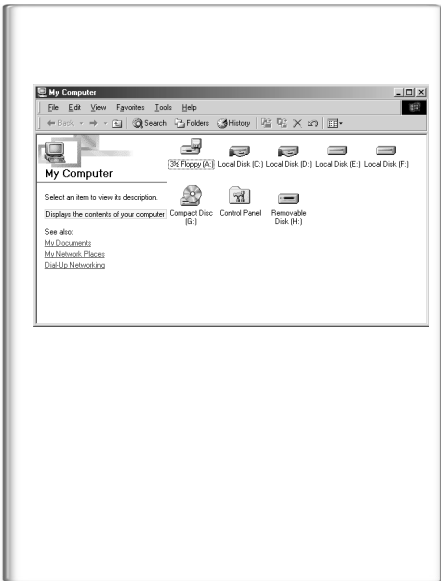 My Computer
File Edit View Favorites Tools Help
Back Search Folders History
3½ Floppy (A:) Local Disk (C:) Local Disk (D:) Local Disk (E:) Local Disk (F:)
My Computer
Select an item to view its description.
Displays the contents of your computer
Compact Disc (G:) Control Panel Removable Disk (H:)
See also:
My Documents
My Network Places
Dial-Up Networking